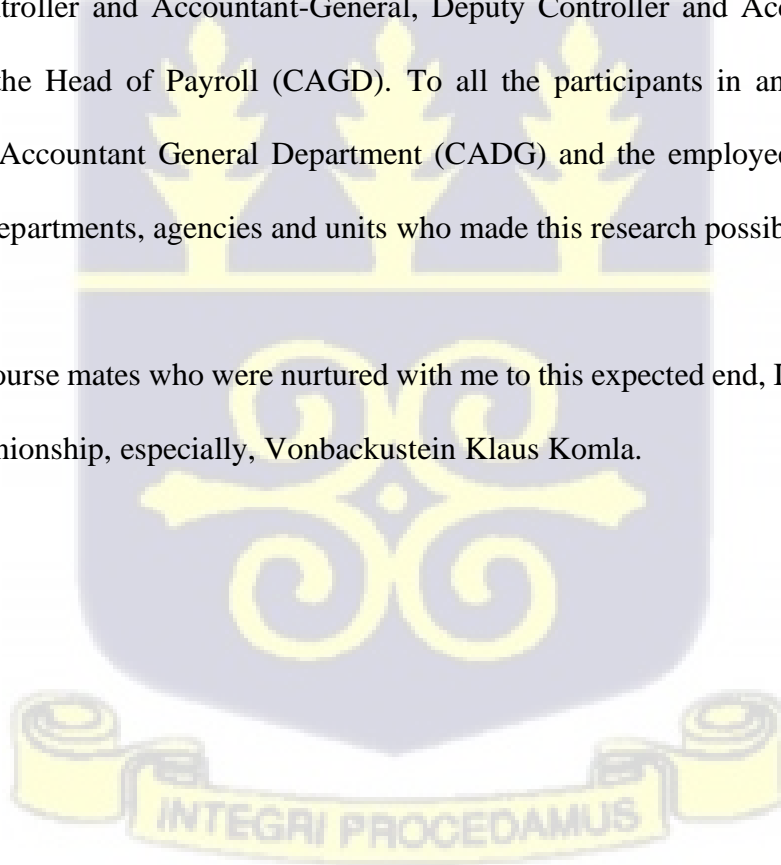 troller and Accountant-General, Deputy Controller and Acc
the Head of Payroll (CAGD). To all the participants in an
Accountant General Department (CADG) and the employee
epartments, agencies and units who made this research possib
ourse mates who were nurtured with me to this expected end, I
nionship, especially, Vonbackustein Klaus Komla.
INTEGRI PROCEDAMUS